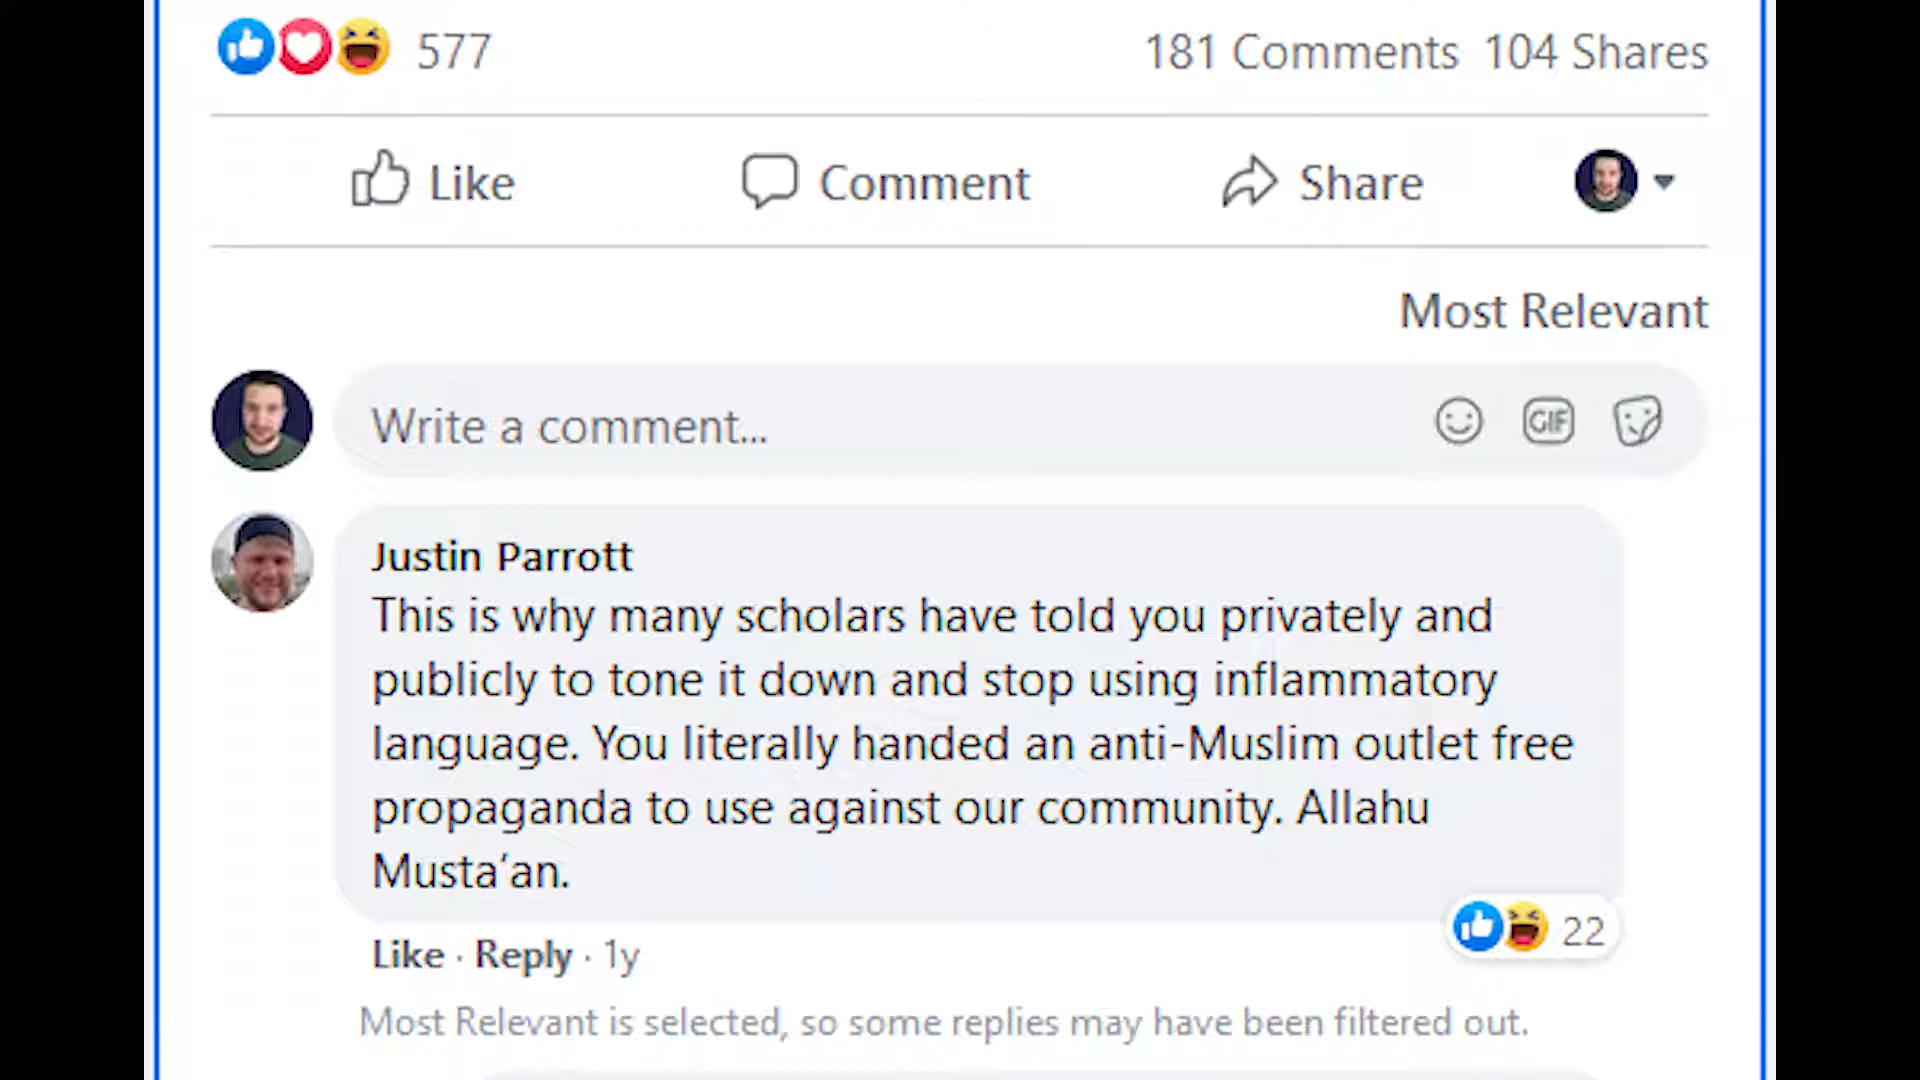 577
181 Comments 104 Shares
Like
Comment
Share
Most Relevant
Write a comment...
GIF
Justin Parrott
This is why many scholars have told you privately and
publicly to tone it down and stop using inflammatory
language. You literally handed an anti-Muslim outlet free
propaganda to use against our community. Allahu
Musta'an.
22
Like · Reply · 1y
Most Relevant is selected, so some replies may have been filtered out.